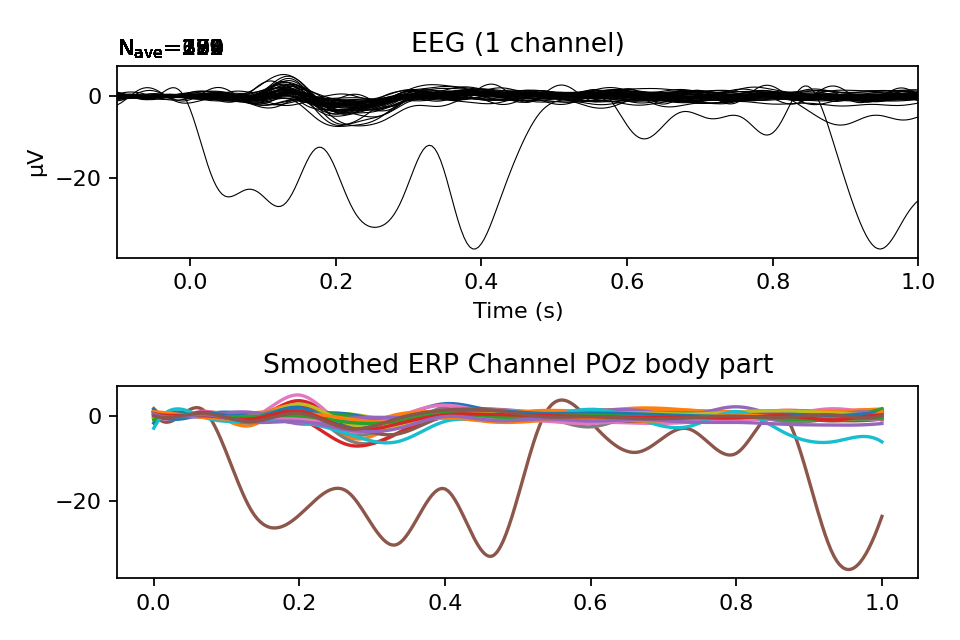 N_ave=
EEG (1 channel)
0
−20
µV
0.0 0.2 0.4 0.6 0.8 1.0
Time (s)
Smoothed ERP Channel POz body part
0
−20
0.0 0.2 0.4 0.6 0.8 1.0